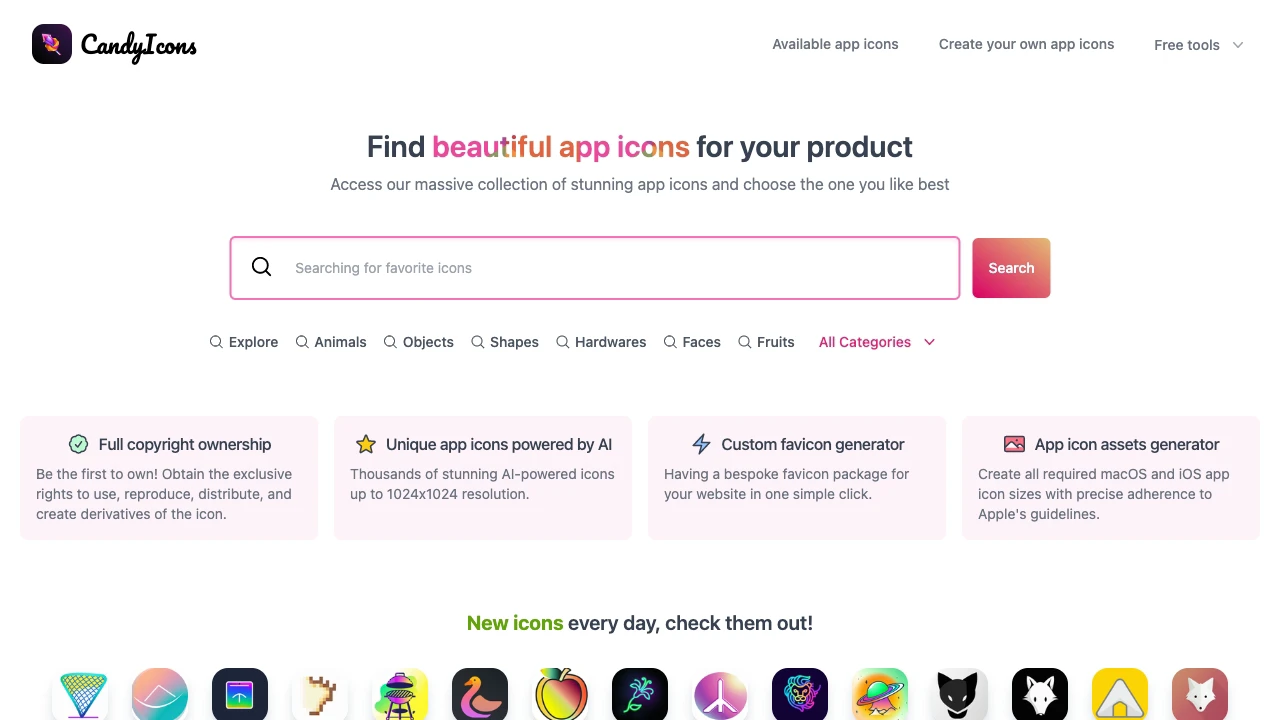 CandyIcons
Available app icons
Create your own app icons
Free tools
Find beautiful app icons for your product
Access our massive collection of stunning app icons and choose the one you like best
Searching for favorite icons
Search
Explore
Animals
Objects
Shapes
Hardwares
Faces
Fruits
All Categories
Full copyright ownership
Be the first to own! Obtain the exclusive
rights to use, reproduce, distribute, and
create derivatives of the icon.
Unique app icons powered by AI
Thousands of stunning AI-powered icons
up to 1024x1024 resolution.
Custom favicon generator
Having a bespoke favicon package for
your website in one simple click.
App icon assets generator
Create all required macOS and iOS app
icon sizes with precise adherence to
Apple's guidelines.
New icons every day, check them out!